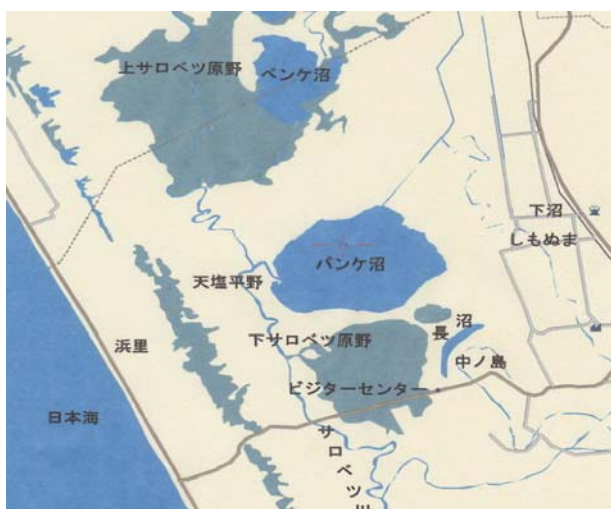 上サロベツ原野
ペンケ沼
下沼
しもぬま
パンケ沼
天塩平野
下サロベツ原野
長沼
浜里
中ノ島
ビジターセンター
日本海
サロベツ川